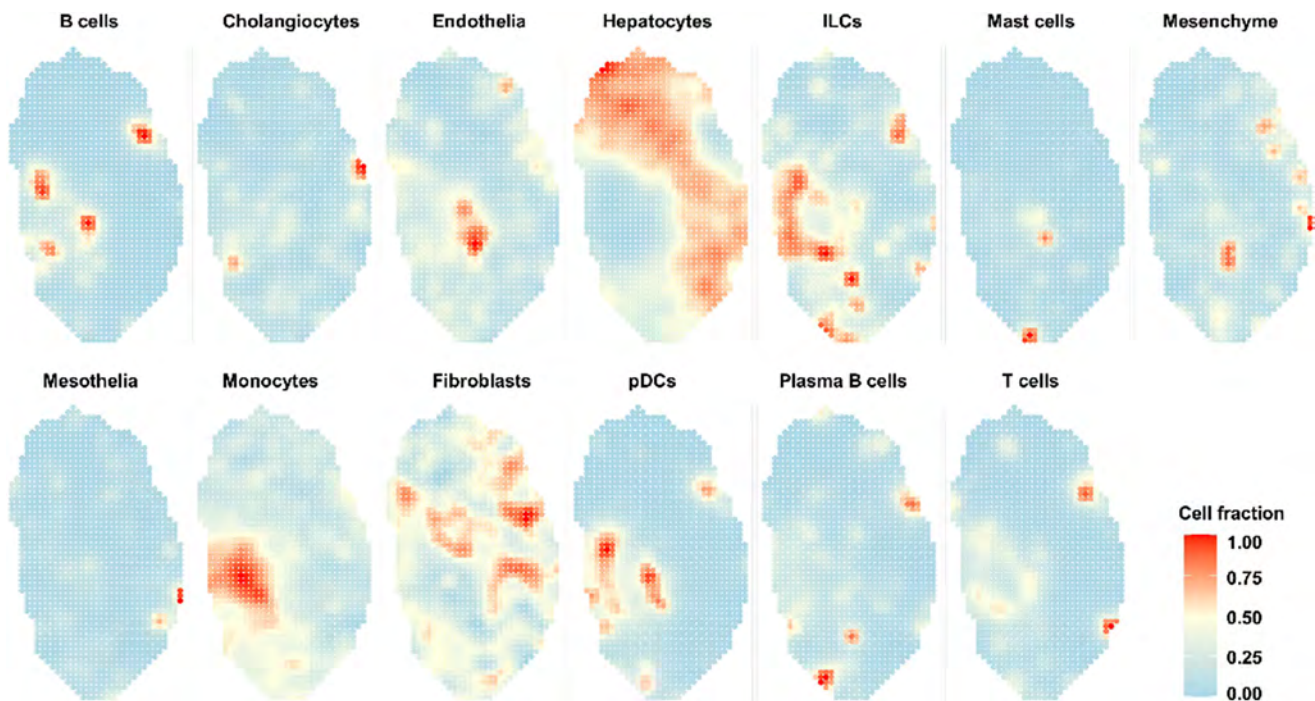 B cells Cholangiocytes Endothelia Hepatocytes ILCs Mast cells Mesenchyme
Mesothelia Monocytes Fibroblasts pDCs Plasma B cells T cells
Cell fraction
1.00
0.75
0.50
0.25
0.00